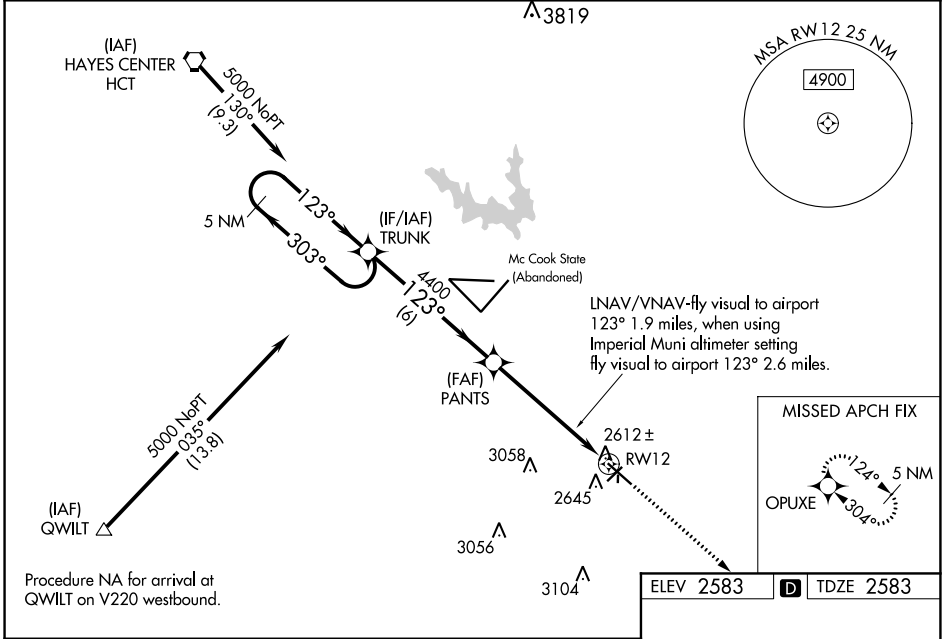 3819
(IAF)
HAYES CENTER
HCT
5000 NoPT
130°
(9.3)
MSA RW12 25 NM
4900
5 NM
123°
303°
(IF/IAF)
TRUNK
Mc Cook State
(Abandoned)
4400
123°
(6)
LNAV/VNAV-fly visual to airport
123° 1.9 miles, when using
Imperial Muni altimeter setting
fly visual to airport 123° 2.6 miles.
(FAF)
PANTS
5000 NoPT
035°
(13.8)
(IAF)
QWILT
3058
2612 ±
RW12
2645
3056
3104
MISSED APCH FIX
OPUXE
124°
304°
5 NM
Procedure NA for arrival at
QWILT on V220 westbound.
ELEV 2583 D TDZE 2583